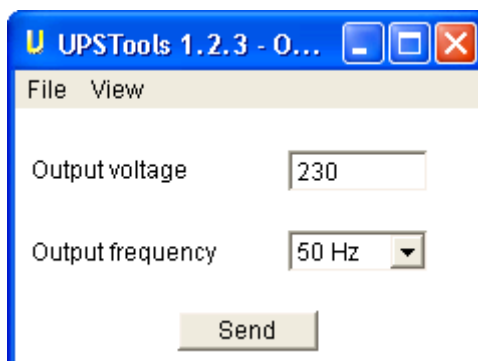 U UPSTools 1.2.3 - O...
File View
Output voltage 230
Output frequency 50 Hz
Send